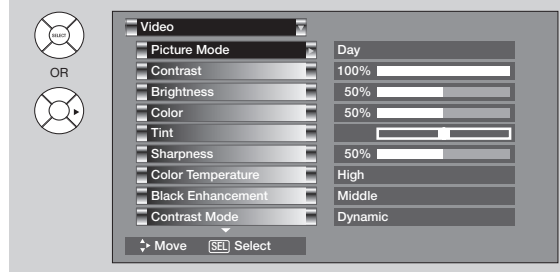 SELECT
OR
Video
Picture Mode Day
Contrast 100%
Brightness 50%
Color 50%
Tint
Sharpness 50%
Color Temperature High
Black Enhancement Middle
Contrast Mode Dynamic
Move SEL Select